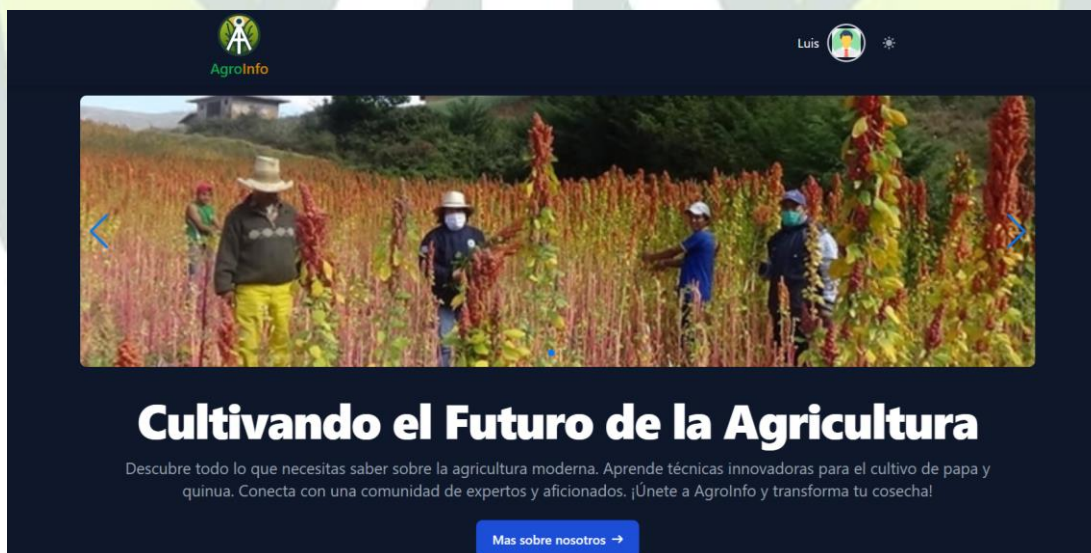 Luis
AgroInfo
Cultivando el Futuro de la Agricultura
Descubre todo lo que necesitas saber sobre la agricultura moderna. Aprende técnicas innovadoras para el cultivo de papa y
quinua. Conecta con una comunidad de expertos y aficionados. ¡Únete a AgroInfo y transforma tu cosecha!
Mas sobre nosotros →